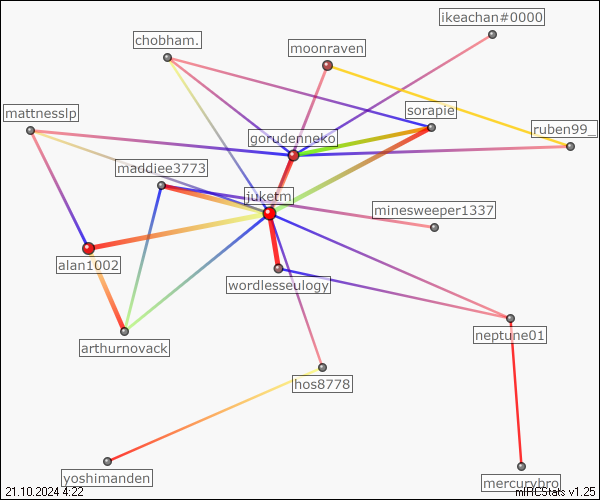 ikeachan#0000
chobham.
moonraven
mattnesslp
sorapie
ruben99_
gorudenneko
maddiee3773
juketm
minesweeper1337
alan1002
wordlesseulogy
arthurnovack
neptune01
hos8778
yoshimanden
mercurybro
21.10.2024 4:22
mIRCStats v1.25